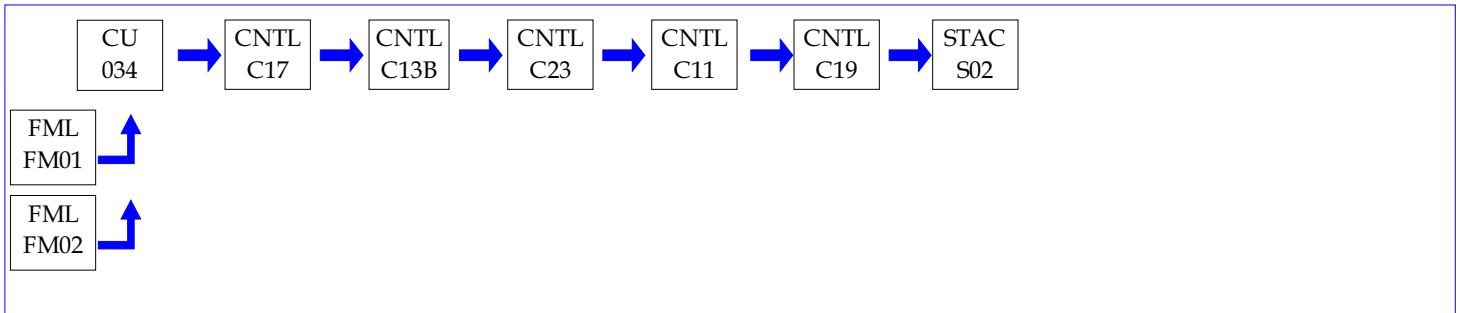 CU
034
CNTL
C17
CNTL
C13B
CNTL
C23
CNTL
C11
CNTL
C19
STAC
S02
FML
FM01
FML
FM02